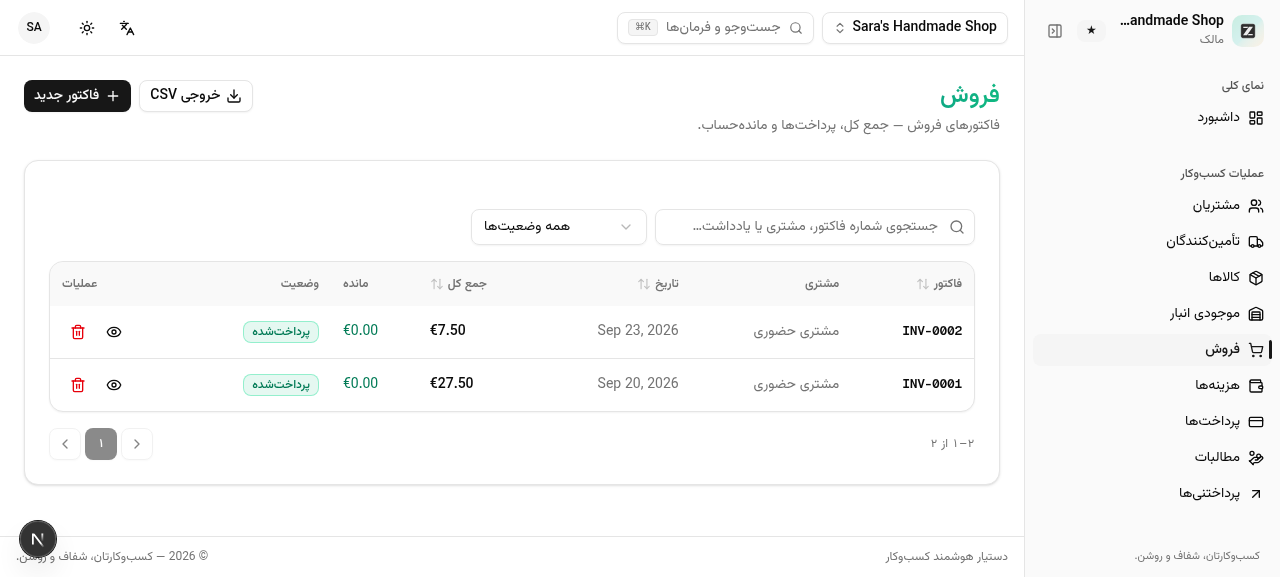 …andmade Shop
مالک
★
Sara's Handmade Shop
جست‌وجو و فرمان‌ها
⌘K
SA
نمای کلی
داشبورد
عملیات کسب‌وکار
مشتریان
تأمین‌کنندگان
کالاها
موجودی انبار
فروش
هزینه‌ها
پرداخت‌ها
مطالبات
پرداختنی‌ها
کسب‌وکارتان، شفاف و روشن.
فروش
فاکتورهای فروش — جمع کل، پرداخت‌ها و مانده‌حساب.
خروجی CSV
فاکتور جدید
جستجوی شماره فاکتور، مشتری یا یادداشت…
همه وضعیت‌ها
فاکتور مشتری تاریخ جمع کل مانده وضعیت عملیات
INV-0002 مشتری حضوری Sep 23, 2026 €7.50 €0.00 پرداخت‌شده
INV-0001 مشتری حضوری Sep 20, 2026 €27.50 €0.00 پرداخت‌شده
۱–۲ از ۲
۱
دستیار هوشمند کسب‌وکار
© 2026 — کسب‌وکارتان، شفاف و روشن.